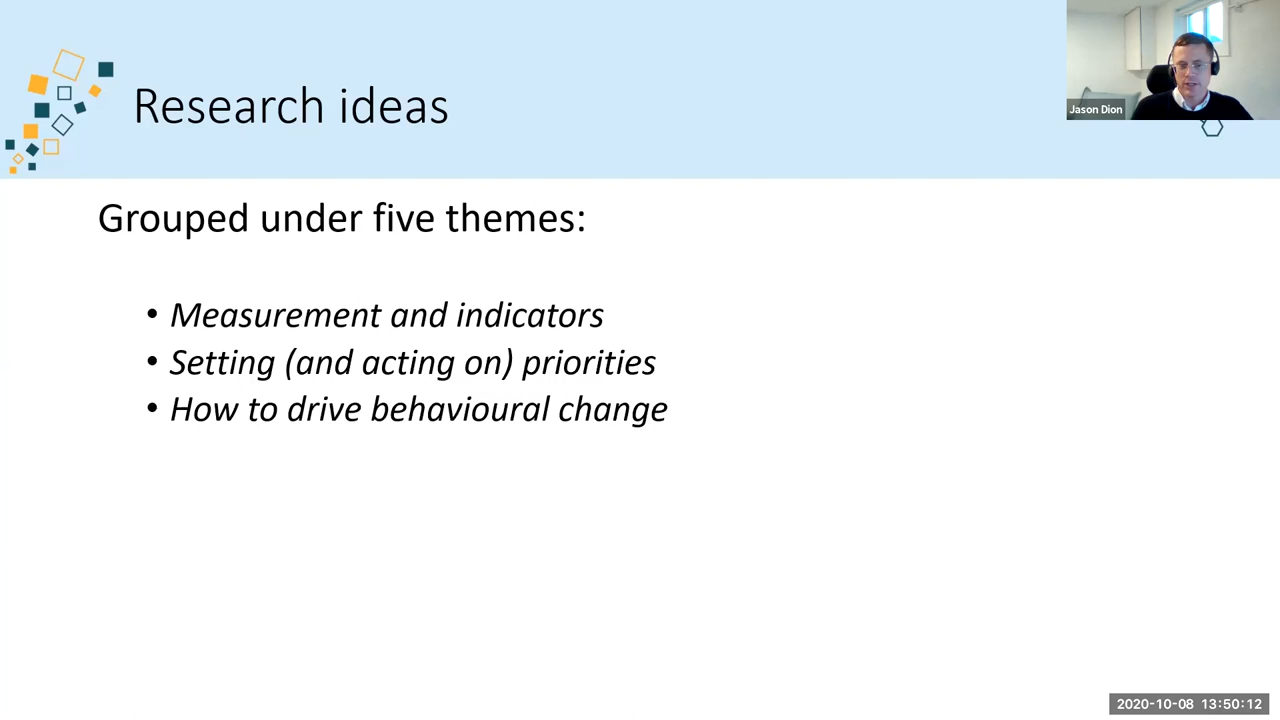 Research ideas
Jason Dion
Grouped under five themes:
• Measurement and indicators
• Setting (and acting on) priorities
• How to drive behavioural change
2020-10-08 13:50:12